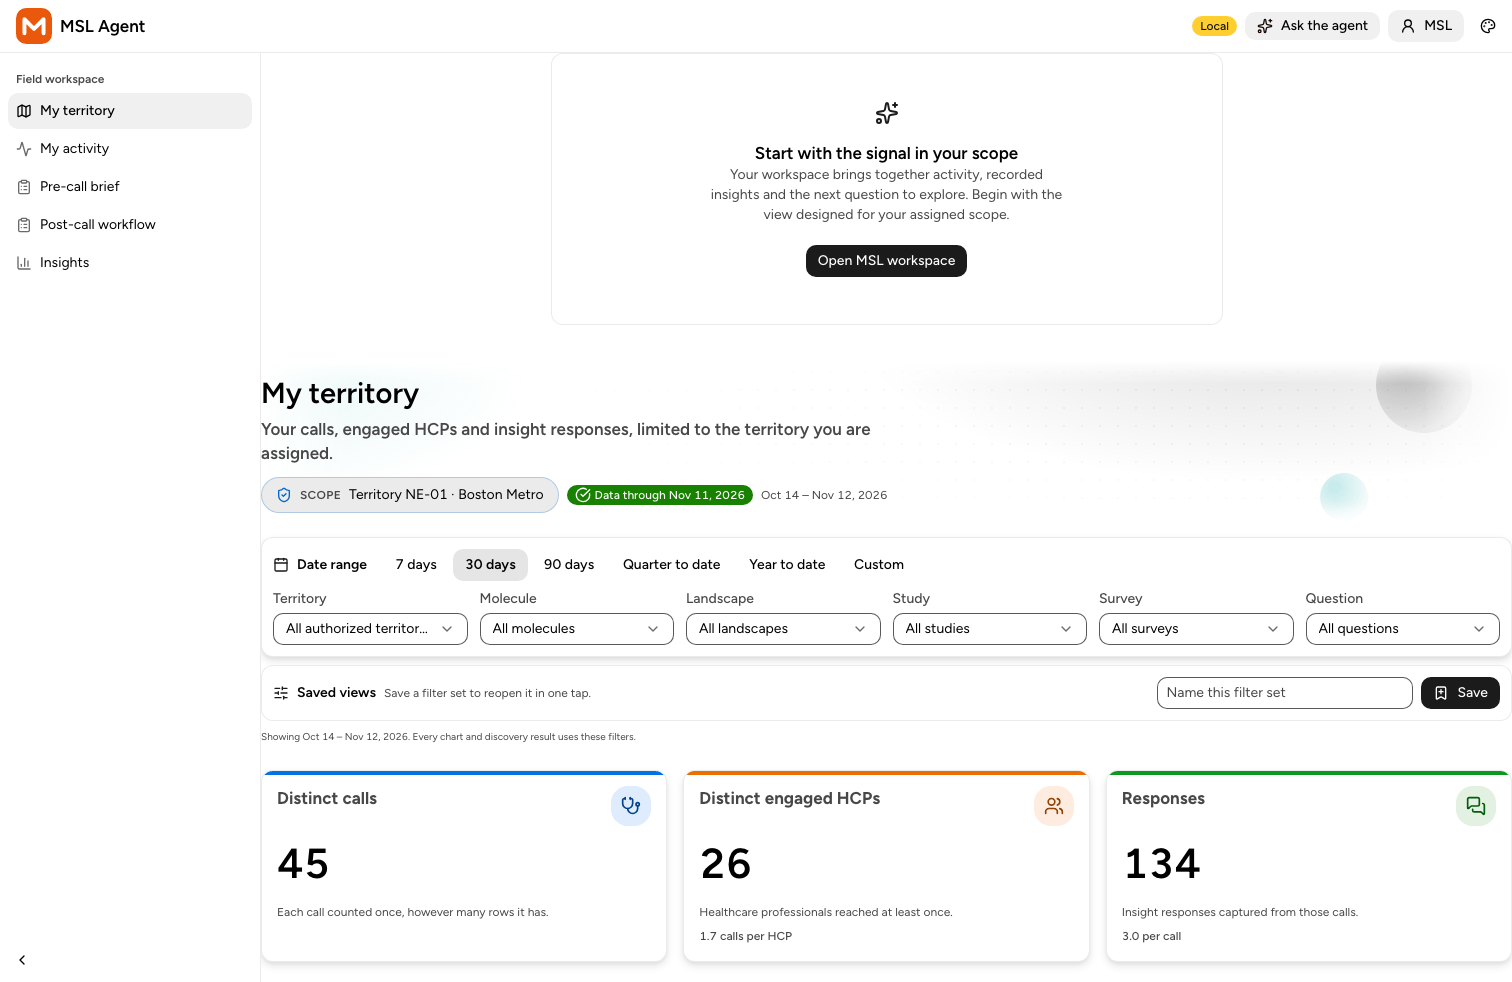 MSL Agent
Local
Ask the agent
MSL
Field workspace
My territory
My activity
Pre-call brief
Post-call workflow
Insights
Start with the signal in your scope
Your workspace brings together activity, recorded
insights and the next question to explore. Begin with the
view designed for your assigned scope.
Open MSL workspace
My territory
Your calls, engaged HCPs and insight responses, limited to the territory you are
assigned.
SCOPE Territory NE-01 · Boston Metro
Data through Nov 11, 2026
Oct 14 – Nov 12, 2026
Date range
7 days
30 days
90 days
Quarter to date
Year to date
Custom
Territory
Molecule
Landscape
Study
Survey
Question
All authorized territor...
All molecules
All landscapes
All studies
All surveys
All questions
Saved views
Save a filter set to reopen it in one tap.
Name this filter set
Save
Showing Oct 14 – Nov 12, 2026. Every chart and discovery result uses these filters.
Distinct calls
45
Each call counted once, however many rows it has.
Distinct engaged HCPs
26
Healthcare professionals reached at least once.
1.7 calls per HCP
Responses
134
Insight responses captured from those calls.
3.0 per call